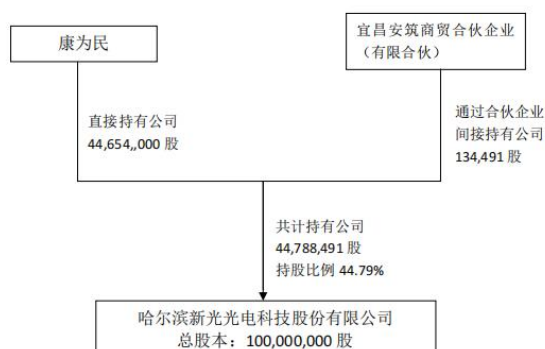 康为民
宜昌安筑商贸合伙企业
（有限合伙）
直接持有公司
44,654,,000 股
通过合伙企业
间接持有公司
134,491 股
共计持有公司
44,788,491 股
持股比例 44.79%
哈尔滨新光光电科技股份有限公司
总股本：100,000,000 股